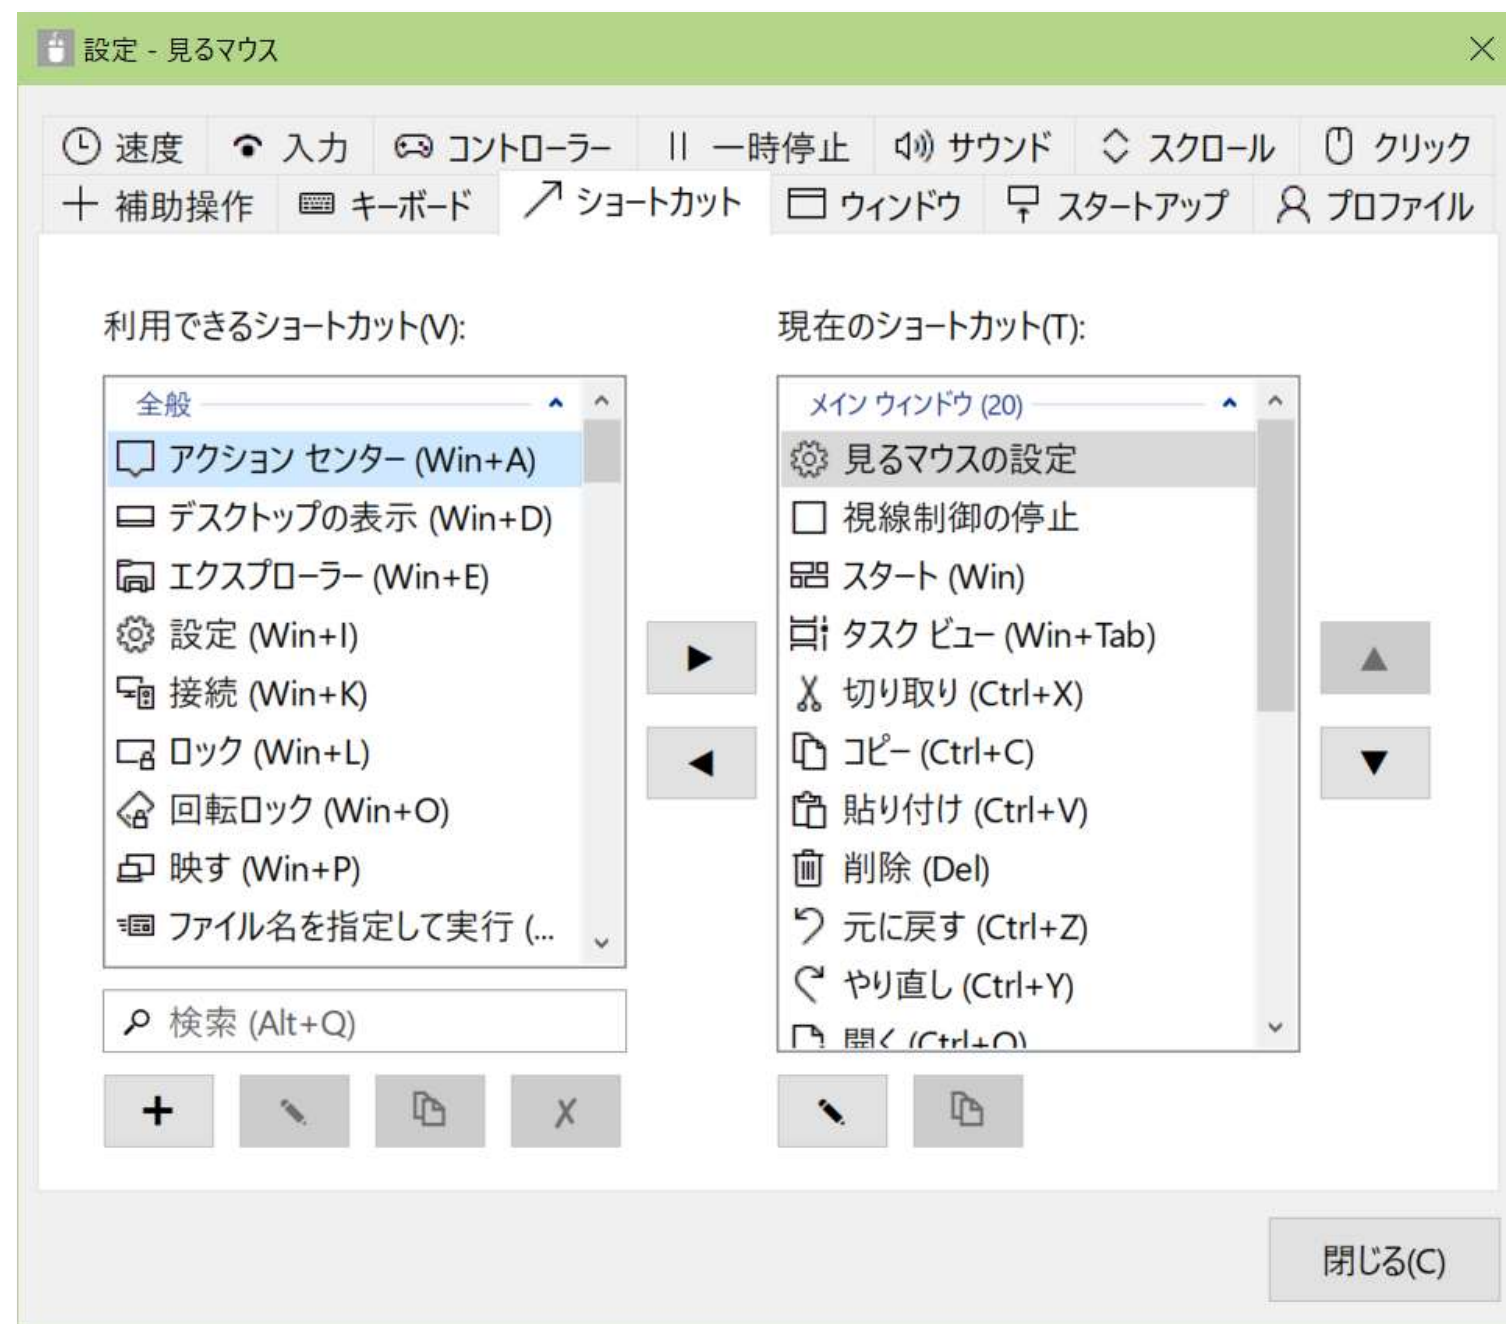 設定 - 見るマウス
速度 入力 コントローラー 一時停止 サウンド スクロール クリック
補助操作 キーボード ショートカット ウィンドウ スタートアップ プロファイル
利用できるショートカット(V):
全般
アクション センター (Win+A)
デスクトップの表示 (Win+D)
エクスプローラー (Win+E)
設定 (Win+I)
接続 (Win+K)
ロック (Win+L)
回転ロック (Win+O)
映す (Win+P)
ファイル名を指定して実行 (...
検索 (Alt+Q)
現在のショートカット(T):
メイン ウィンドウ (20)
見るマウスの設定
視線制御の停止
スタート (Win)
タスク ビュー (Win+Tab)
切り取り (Ctrl+X)
コピー (Ctrl+C)
貼り付け (Ctrl+V)
削除 (Del)
元に戻す (Ctrl+Z)
やり直し (Ctrl+Y)
開く (Ctrl+O)
閉じる(C)